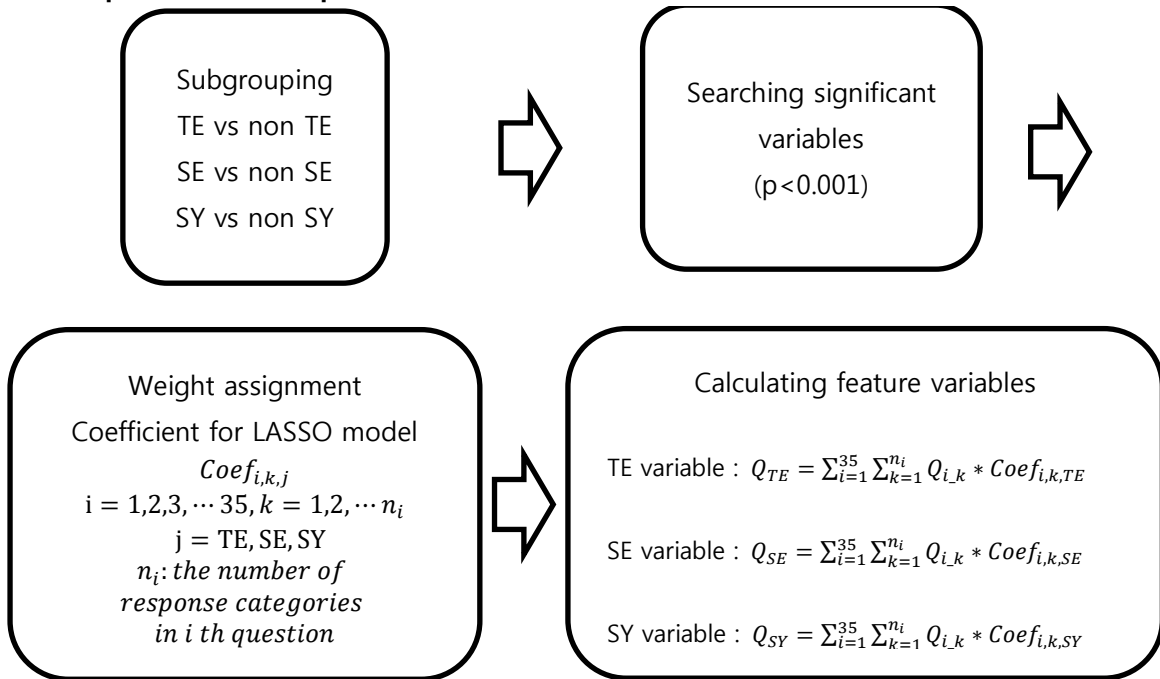 Subgrouping
TE vs non TE
SE vs non SE
SY vs non SY
Searching significant
variables
(p<0.001)
Weight assignment
Coefficient for LASSO model
Coef_{i,k,j}
i = 1,2,3, ⋯ 35, k = 1,2, ⋯ n_i
j = TE, SE, SY
n_i: the number of
response categories
in i th question
Calculating feature variables
TE variable : Q_{TE} = ∑_{i=1}^{35} ∑_{k=1}^{n_i} Q_{i_k} * Coef_{i,k,TE}
SE variable : Q_{SE} = ∑_{i=1}^{35} ∑_{k=1}^{n_i} Q_{i_k} * Coef_{i,k,SE}
SY variable : Q_{SY} = ∑_{i=1}^{35} ∑_{k=1}^{n_i} Q_{i_k} * Coef_{i,k,SY}